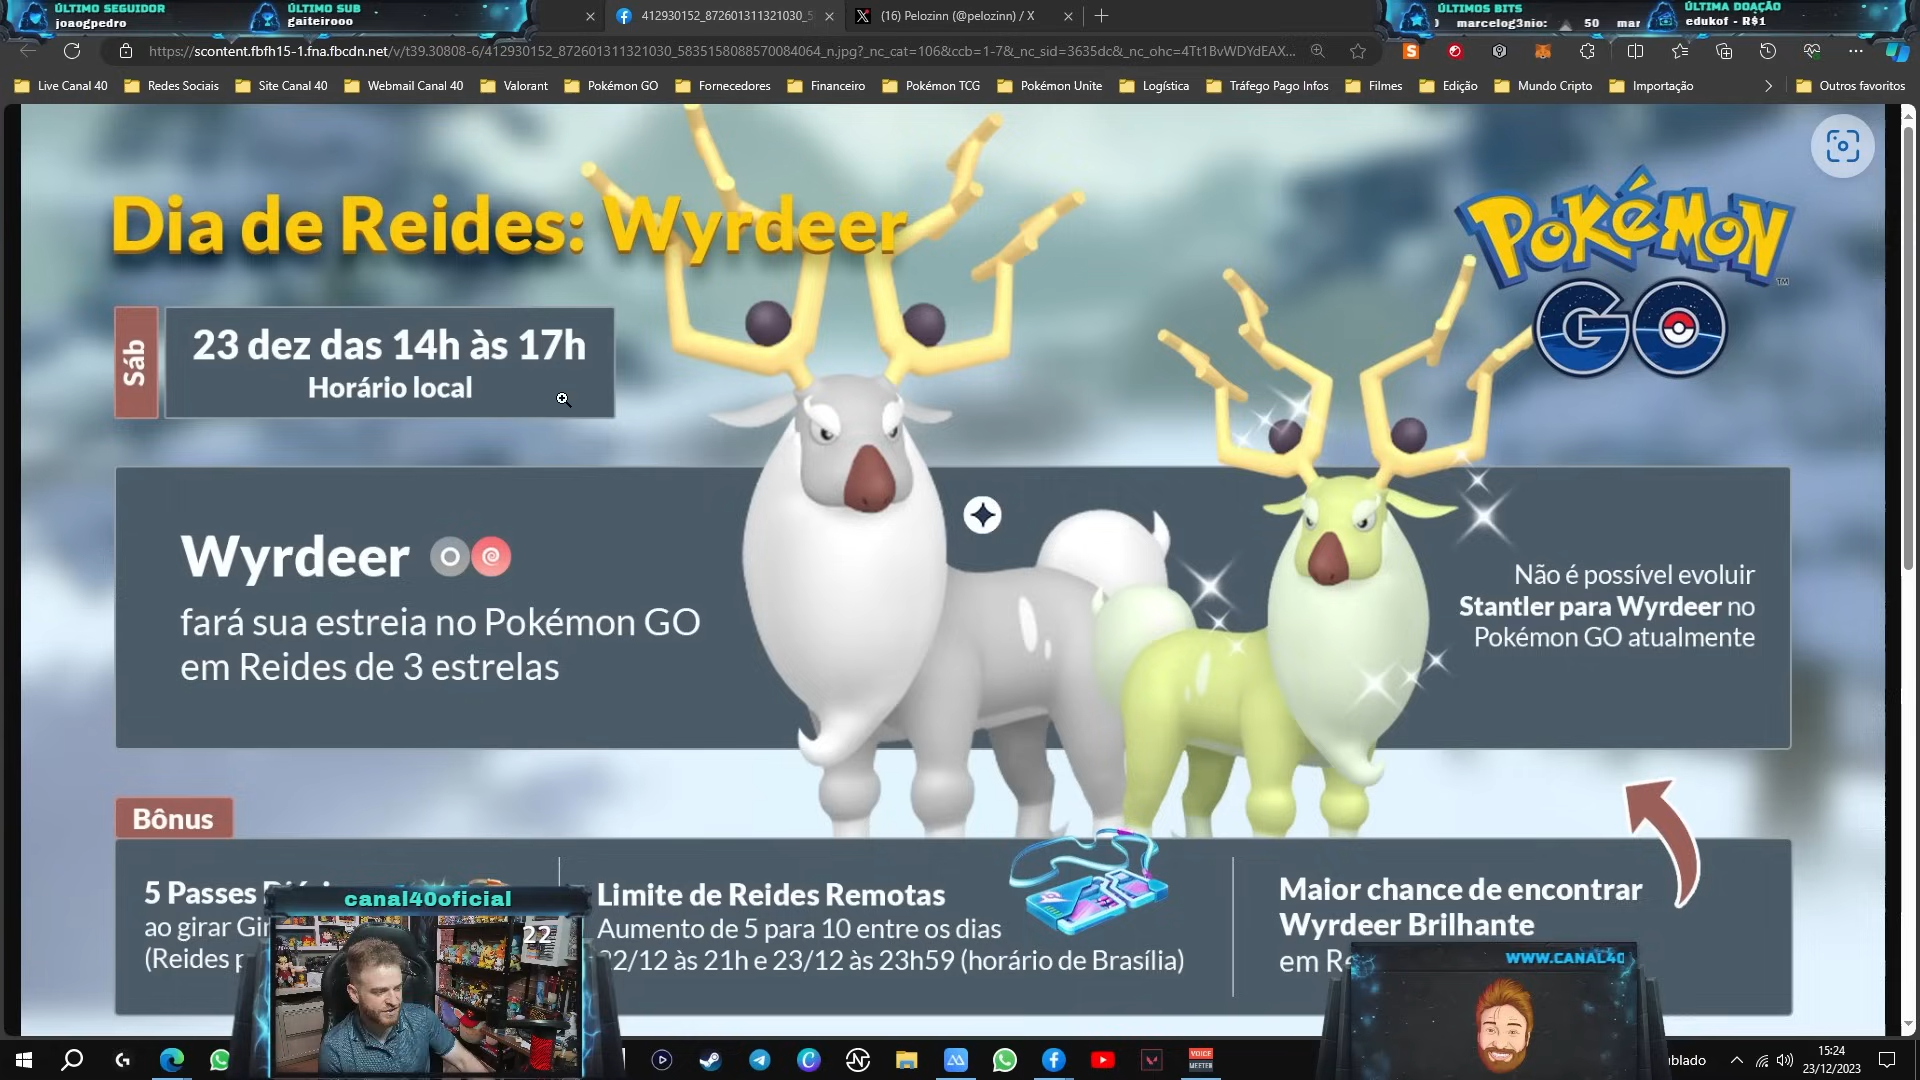 ÚLTIMO SEGUIDOR
joaogpedro
ÚLTIMO SUB
gaiteirooo
412930152_872601311321030_5
(16) Pelozinn (@pelozinn) / X
ÚLTIMOS BITS
marcelog3nio:
50
mar
ÚLTIMA DOAÇÃO
edukof - R$1
https://scontent.fbfh15-1.fna.fbcdn.net/v/t39.30808-6/412930152_872601311321030_5835158088570084064_n.jpg?_nc_cat=106&ccb=1-7&_nc_sid=3635dc&_nc_ohc=4Tt1BvWDYdEAX...
Live Canal 40
Redes Sociais
Site Canal 40
Webmail Canal 40
Valorant
Pokémon GO
Fornecedores
Financeiro
Pokémon TCG
Pokémon Unite
Logística
Tráfego Pago Infos
Filmes
Edição
Mundo Cripto
Importação
Outros favoritos
Dia de Reides: Wyrdeer
POKéMON
TM
GO
Sáb
23 dez das 14h às 17h
Horário local
Wyrdeer
fará sua estreia no Pokémon GO
em Reides de 3 estrelas
Não é possível evoluir
Stantler para Wyrdeer no
Pokémon GO atualmente
Bônus
5 Passes
ao girar
(Reides
Limite de Reides Remotas
Aumento de 5 para 10 entre os dias
22/12 às 21h e 23/12 às 23h59 (horário de Brasília)
Maior chance de encontrar
Wyrdeer Brilhante
em
canal40oficial
22
WWW.CANAL40
VOICE
MEETER
ublado
15:24
23/12/2023